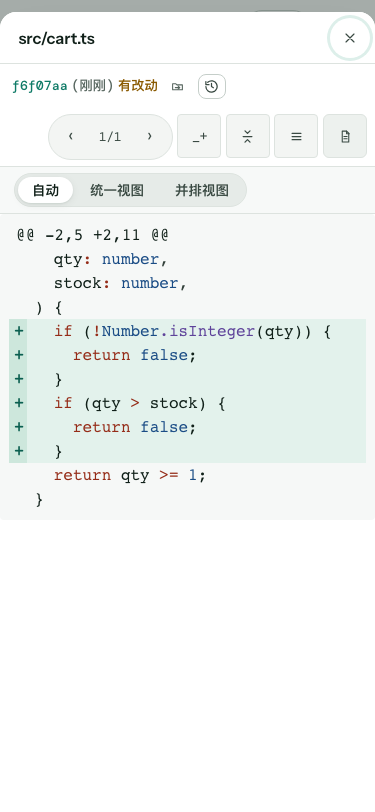 src/cart.ts
f6f07aa (刚刚) 有改动
‹ 1/1 › _+
自动 统一视图 并排视图
@@ -2,5 +2,11 @@
    qty: number,
    stock: number,
  ) {
+   if (!Number.isInteger(qty)) {
+     return false;
+   }
+   if (qty > stock) {
+     return false;
+   }
    return qty >= 1;
  }